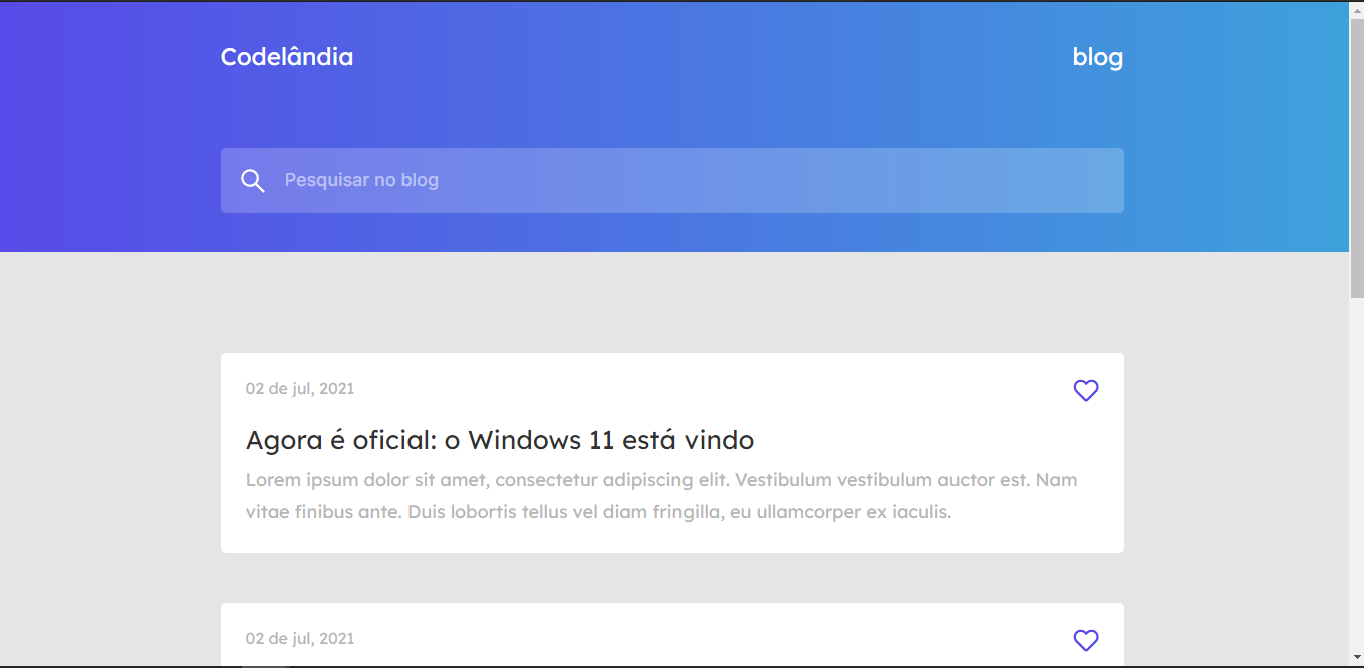 Codelândia
blog
Pesquisar no blog
02 de jul, 2021
Agora é oficial: o Windows 11 está vindo
Lorem ipsum dolor sit amet, consectetur adipiscing elit. Vestibulum vestibulum auctor est. Nam
vitae finibus ante. Duis lobortis tellus vel diam fringilla, eu ullamcorper ex iaculis.
02 de jul, 2021